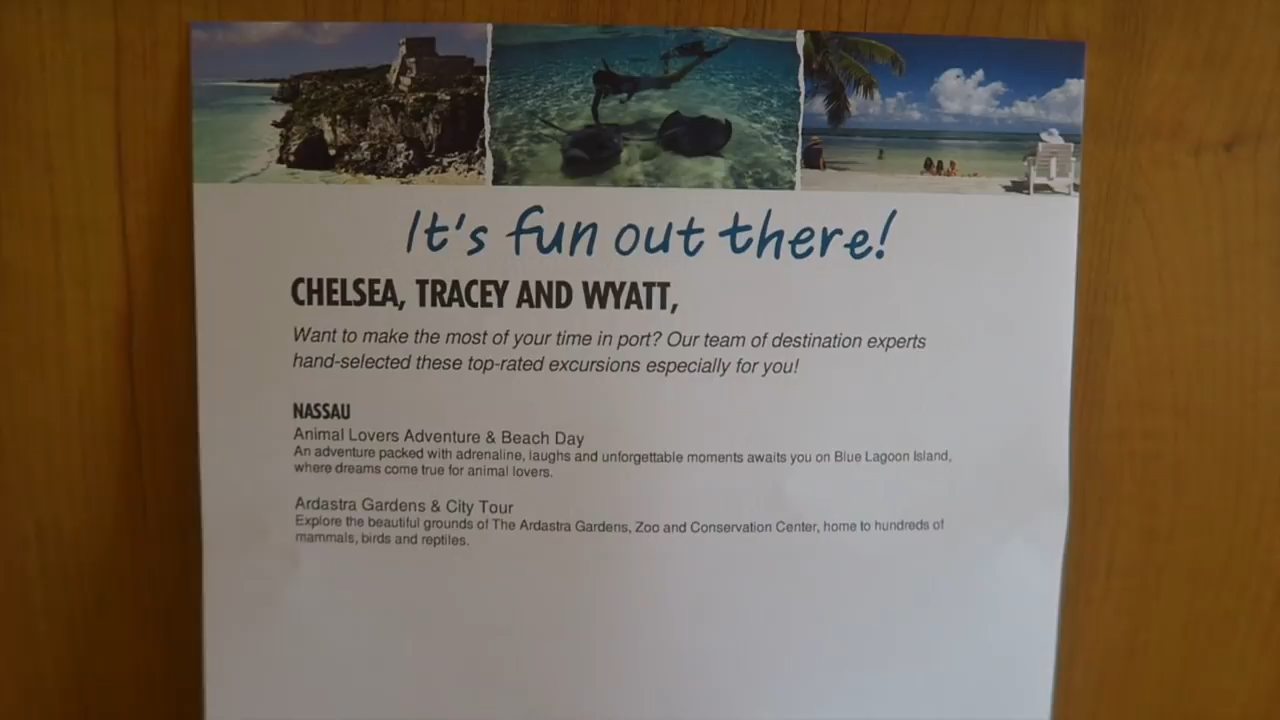 It's fun out there!
CHELSEA, TRACEY AND WYATT,
Want to make the most of your time in port? Our team of destination experts
hand-selected these top-rated excursions especially for you!
NASSAU
Animal Lovers Adventure & Beach Day
An adventure packed with adrenaline, laughs and unforgettable moments awaits you on Blue Lagoon Island,
where dreams come true for animal lovers.
Ardastra Gardens & City Tour
Explore the beautiful grounds of The Ardastra Gardens, Zoo and Conservation Center, home to hundreds of
mammals, birds and reptiles.